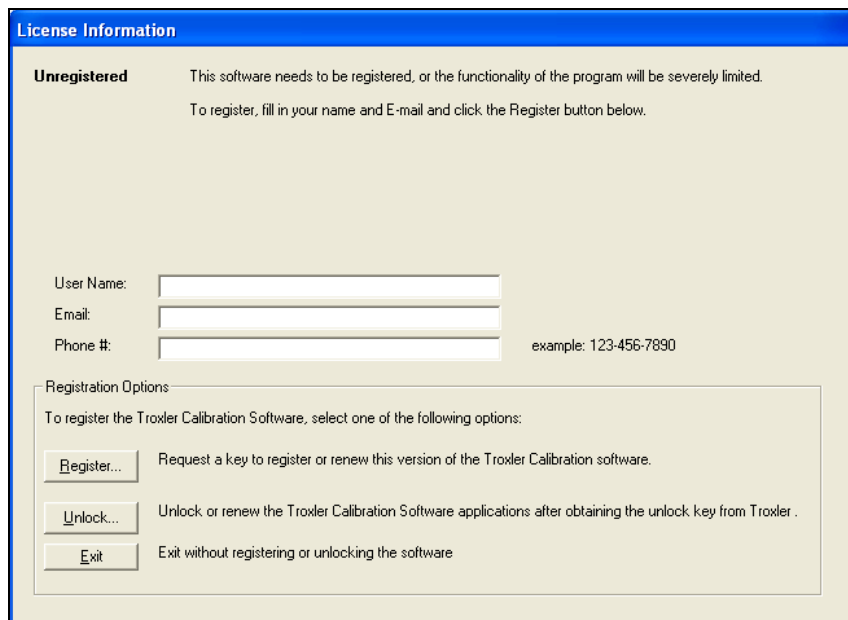 License Information
Unregistered This software needs to be registered, or the functionality of the program will be severely limited.
To register, fill in your name and E-mail and click the Register button below.
User Name:
Email:
Phone #: example: 123-456-7890
Registration Options
To register the Troxler Calibration Software, select one of the following options:
Register... Request a key to register or renew this version of the Troxler Calibration software.
Unlock... Unlock or renew the Troxler Calibration Software applications after obtaining the unlock key from Troxler .
Exit Exit without registering or unlocking the software